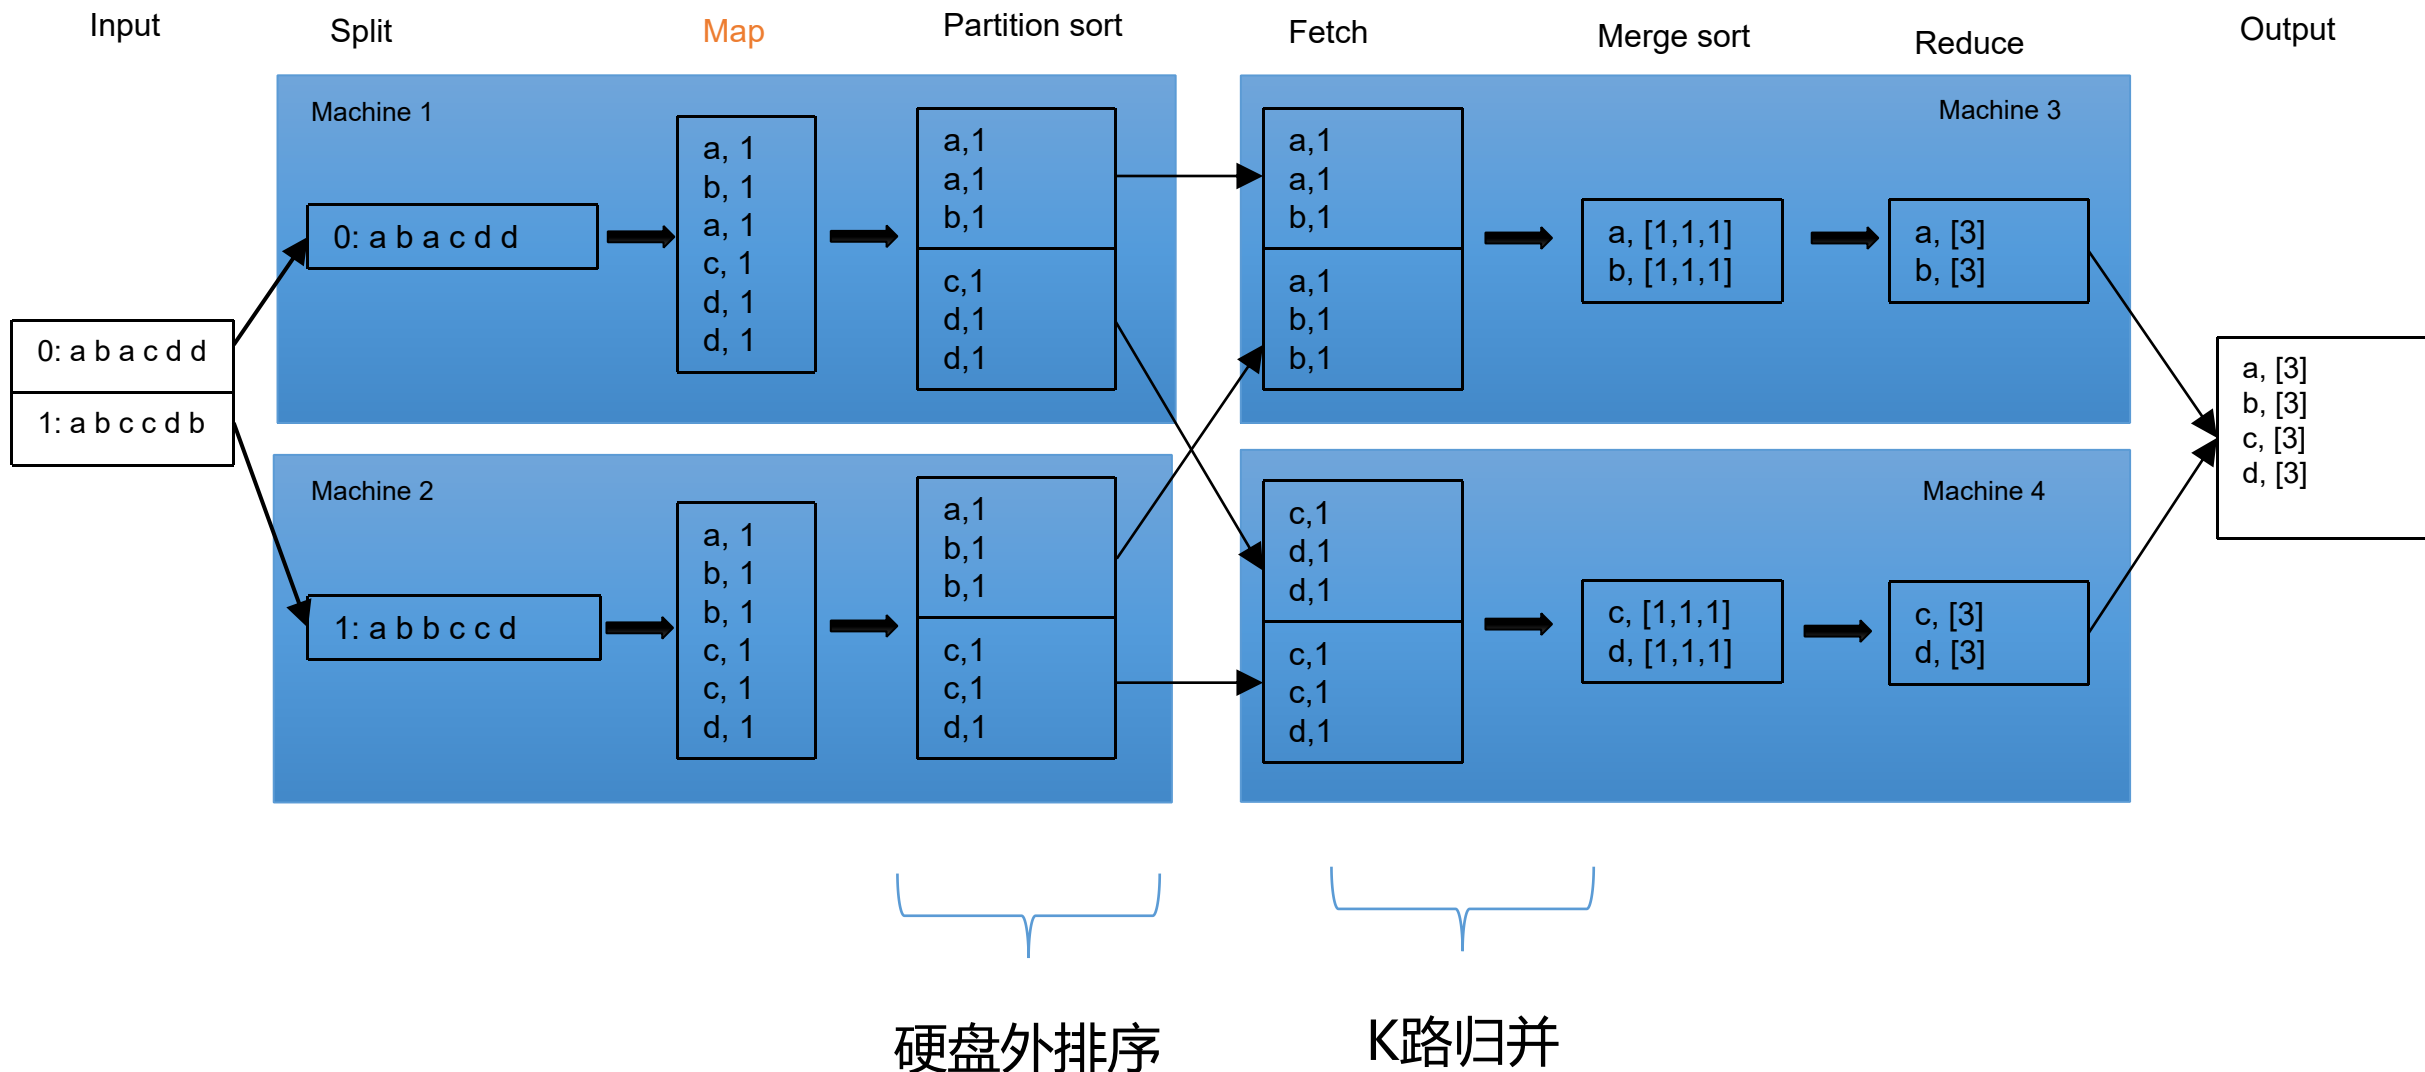 Input
Split
Map
Partition sort
Fetch
Merge sort
Reduce
Output
0: a b a c d d
1: a b c c d b
Machine 1
0: a b a c d d
a, 1
b, 1
a, 1
c, 1
d, 1
d, 1
a,1
a,1
b,1
c,1
d,1
d,1
Machine 2
1: a b b c c d
a, 1
b, 1
b, 1
c, 1
c, 1
d, 1
a,1
b,1
b,1
c,1
c,1
d,1
Machine 3
a,1
a,1
b,1
a,1
b,1
b,1
a, [1,1,1]
b, [1,1,1]
a, [3]
b, [3]
Machine 4
c,1
d,1
d,1
c,1
c,1
d,1
c, [1,1,1]
d, [1,1,1]
c, [3]
d, [3]
a, [3]
b, [3]
c, [3]
d, [3]
硬盘外排序
K路归并